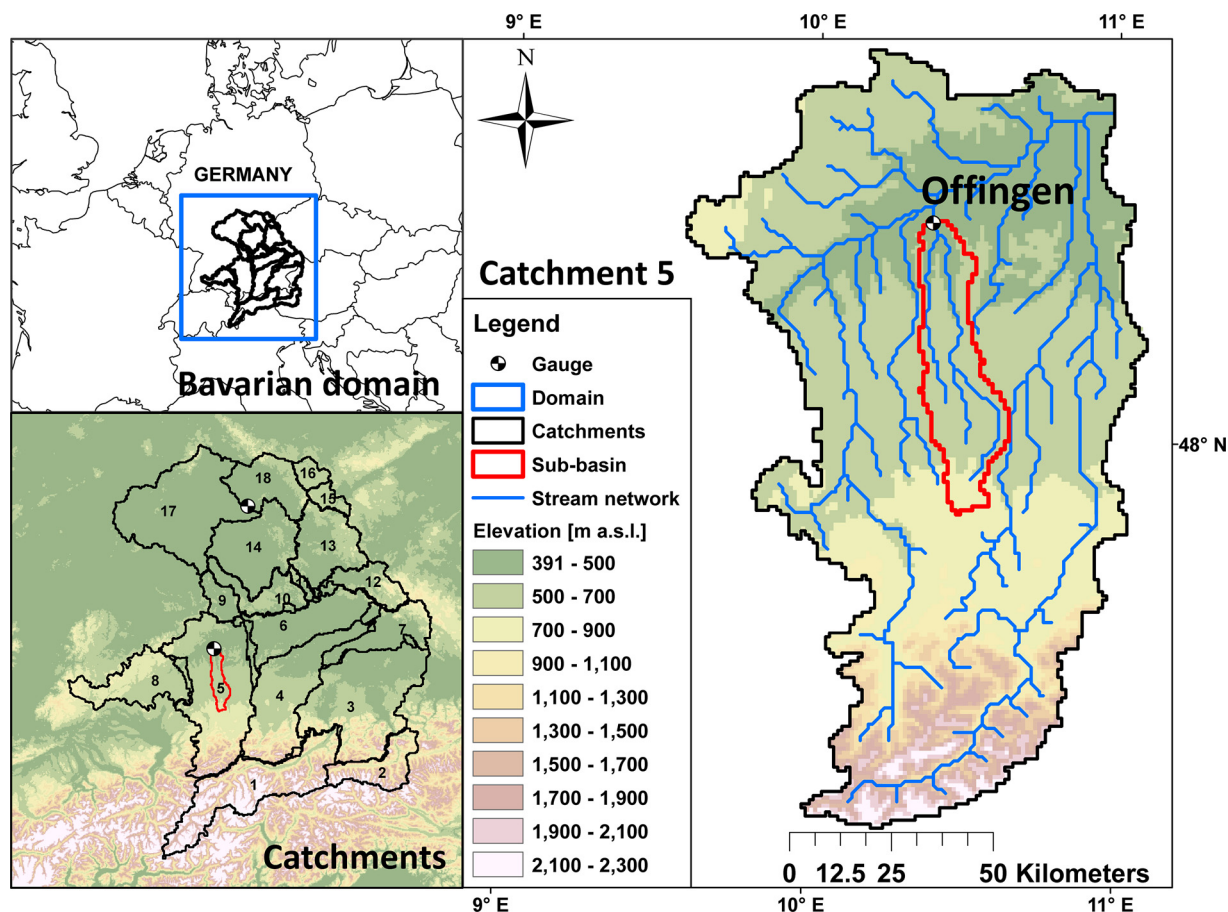 9° E
10° E
11° E
N
GERMANY
Bavarian domain
Catchment 5
Offingen
Legend
Gauge
Domain
Catchments
Sub-basin
Stream network
Elevation [m a.s.l.]
391 - 500
500 - 700
700 - 900
900 - 1,100
1,100 - 1,300
1,300 - 1,500
1,500 - 1,700
1,700 - 1,900
1,900 - 2,100
2,100 - 2,300
48° N
16
18
15
17
14
13
12
9
10
6
7
8
5
4
3
2
1
Catchments
0 12.5 25 50 Kilometers
9° E
10° E
11° E